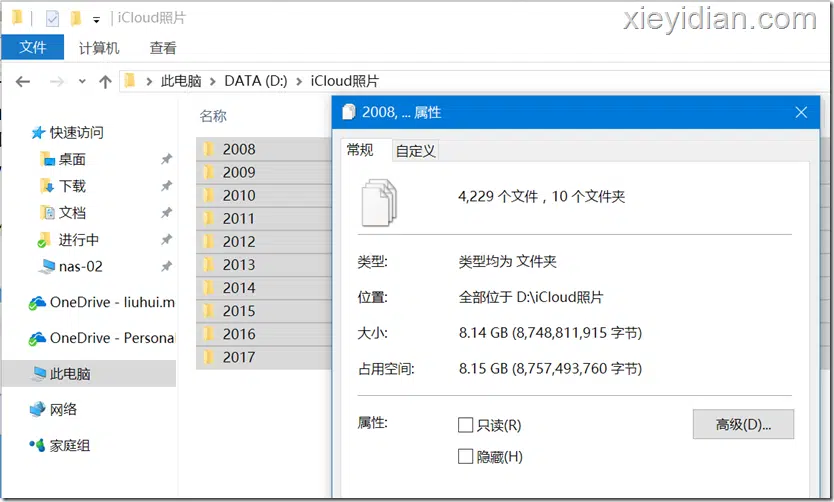 iCloud照片
xieyidian.com
文件 计算机 查看
此电脑 > DATA (D:) > iCloud照片
名称
快速访问
桌面
下载
文档
进行中
nas-02
OneDrive - liuhui.m
OneDrive - Persona
此电脑
网络
家庭组
2008
2009
2010
2011
2012
2013
2014
2015
2016
2017
2008, ... 属性
常规 自定义
4,229 个文件，10 个文件夹
类型: 类型均为 文件夹
位置: 全部位于 D:\iCloud照片
大小: 8.14 GB (8,748,811,915 字节)
占用空间: 8.15 GB (8,757,493,760 字节)
属性: 只读(R) 高级(D)...
隐藏(H)